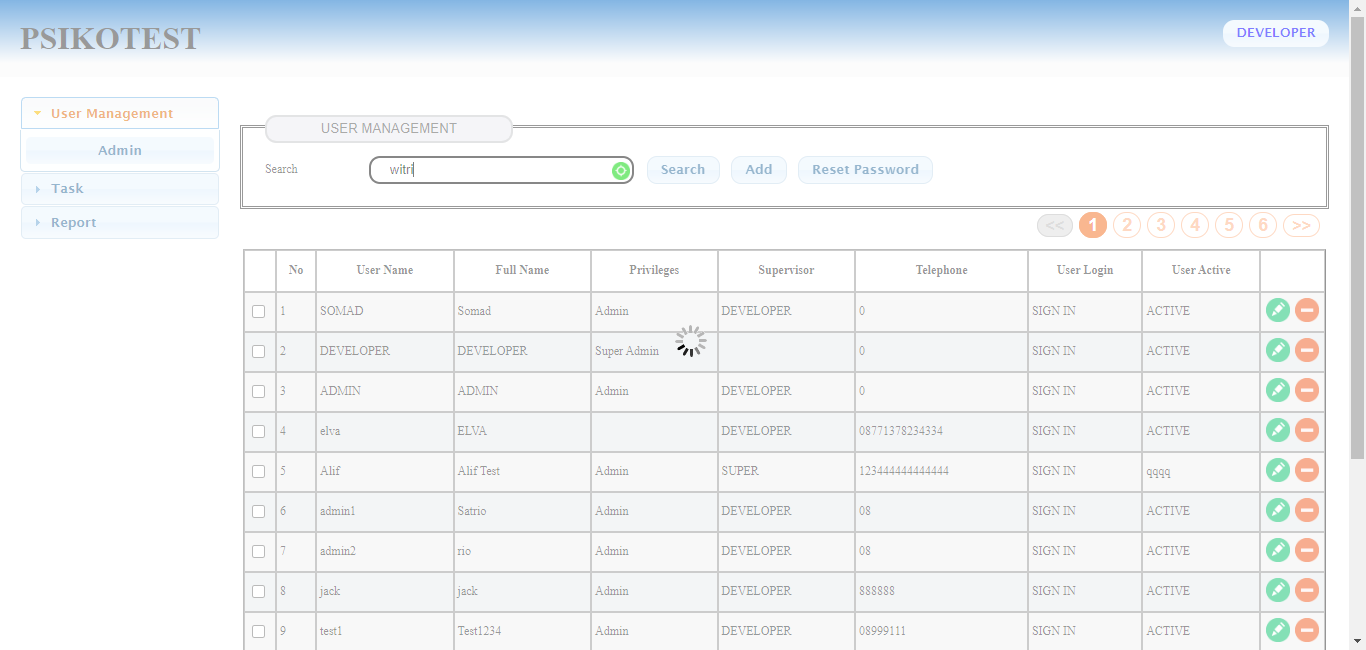 PSIKOTEST
DEVELOPER
User Management
Admin
Task
Report
USER MANAGEMENT
Search witri Search Add Reset Password
<< 1 2 3 4 5 6 >>
No User Name Full Name Privileges Supervisor Telephone User Login User Active
1 SOMAD Somad Admin DEVELOPER 0 SIGN IN ACTIVE
2 DEVELOPER DEVELOPER Super Admin 0 SIGN IN ACTIVE
3 ADMIN ADMIN Admin DEVELOPER 0 SIGN IN ACTIVE
4 elva ELVA DEVELOPER 08771378234334 SIGN IN ACTIVE
5 Alif Alif Test Admin SUPER 123444444444444 SIGN IN qqqq
6 admin1 Satrio Admin DEVELOPER 08 SIGN IN ACTIVE
7 admin2 rio Admin DEVELOPER 08 SIGN IN ACTIVE
8 jack jack Admin DEVELOPER 888888 SIGN IN ACTIVE
9 test1 Test1234 Admin DEVELOPER 08999111 SIGN IN ACTIVE